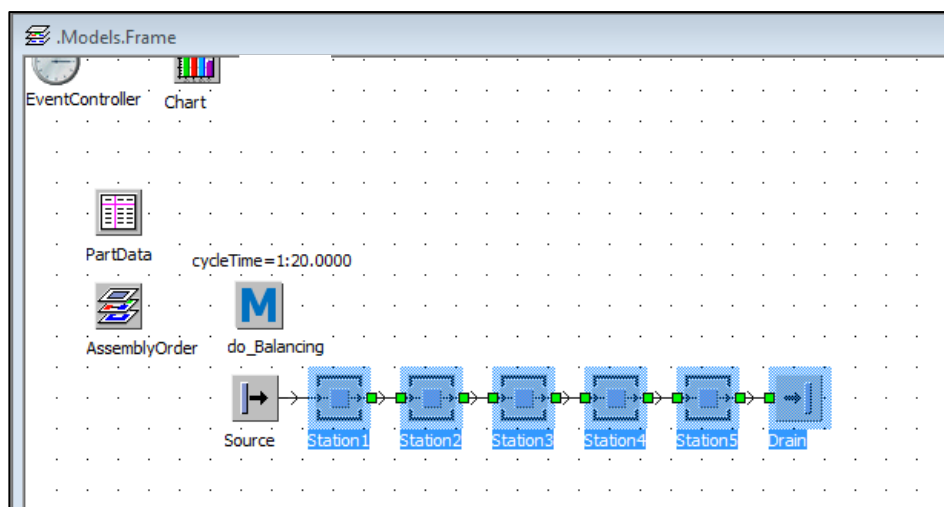 .Models.Frame
EventController
Chart
PartData
cycleTime=1:20.0000
M
AssemblyOrder
do_Balancing
Source
Station1
Station2
Station3
Station4
Station5
Drain